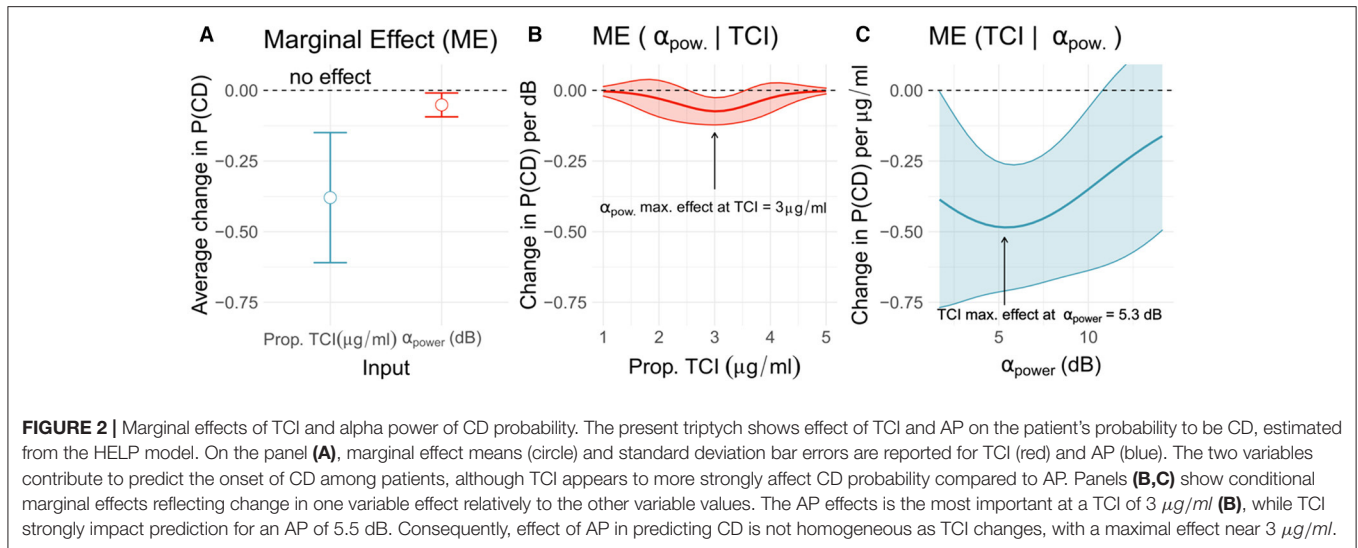 A Marginal Effect (ME)
no effect
Average change in P(CD)
0.00
−0.25
−0.50
−0.75
Prop. TCI(μg/ml) α power (dB)
Input
B ME ( α pow. | TCI)
Change in P(CD) per dB
0.00
−0.25
−0.50
−0.75
α pow. max. effect at TCI = 3μg/ml
1 2 3 4 5
Prop. TCI (μg/ml)
C ME (TCI | α pow. )
Change in P(CD) per μg/ml
0.00
−0.25
−0.50
−0.75
TCI max. effect at α power = 5.3 dB
5 10
α power (dB)
FIGURE 2 | Marginal effects of TCI and alpha power of CD probability. The present triptych shows effect of TCI and AP on the patient's probability to be CD, estimated
from the HELP model. On the panel (A), marginal effect means (circle) and standard deviation bar errors are reported for TCI (red) and AP (blue). The two variables
contribute to predict the onset of CD among patients, although TCI appears to more strongly affect CD probability compared to AP. Panels (B,C) show conditional
marginal effects reflecting change in one variable effect relatively to the other variable values. The AP effects is the most important at a TCI of 3 μg/ml (B), while TCI
strongly impact prediction for an AP of 5.5 dB. Consequently, effect of AP in predicting CD is not homogeneous as TCI changes, with a maximal effect near 3 μg/ml.